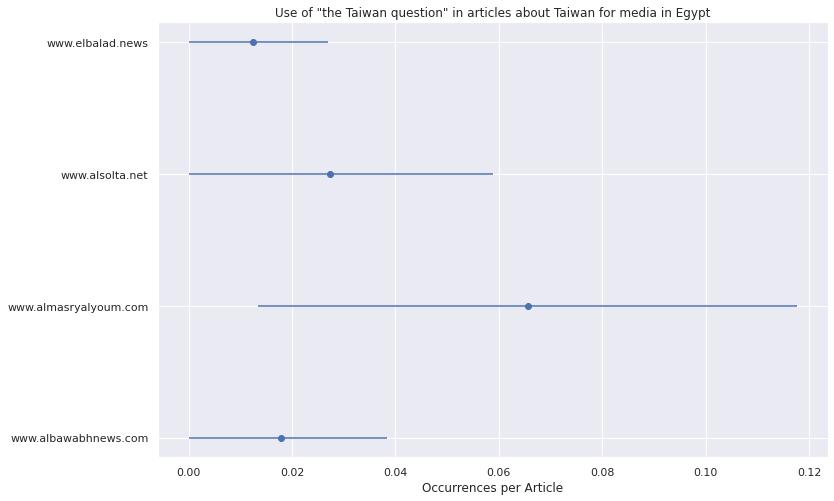 Use of "the Taiwan question" in articles about Taiwan for media in Egypt
www.elbalad.news
www.alsolta.net
www.almasryalyoum.com
www.albawabhnews.com
0.00 0.02 0.04 0.06 0.08 0.10 0.12
Occurrences per Article